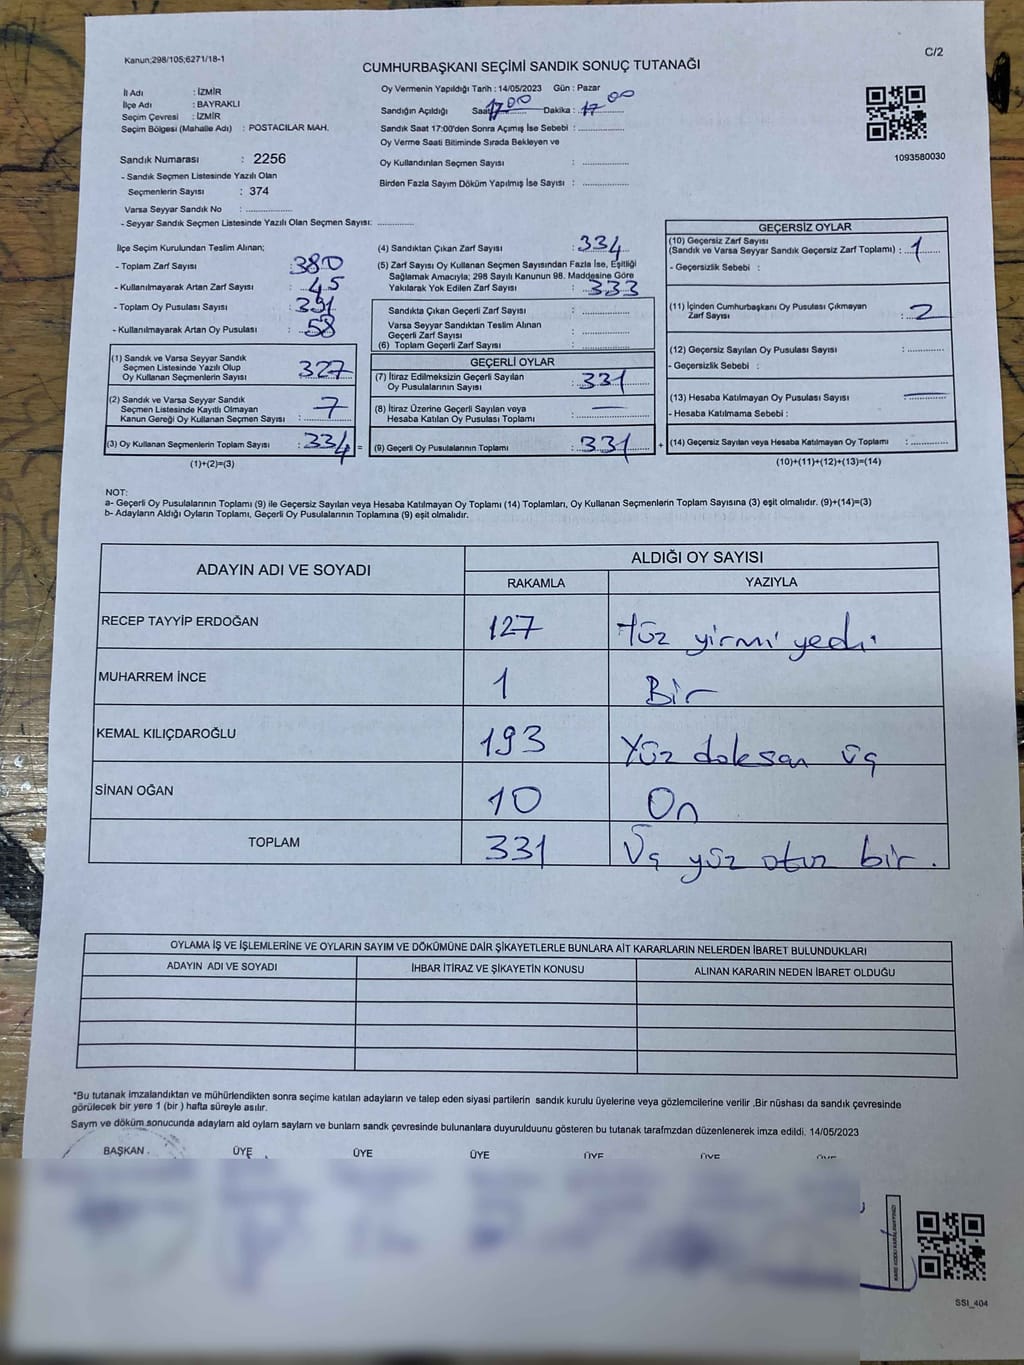 Kanun;298/105;6271/18-1
C/2
CUMHURBAŞKANI SEÇİMİ SANDIK SONUÇ TUTANAĞI
İl Adı : İZMİR
İlçe Adı : BAYRAKLI
Seçim Çevresi : İZMİR
Seçim Bölgesi (Mahalle Adı) : POSTACILAR MAH.
Oy Vermenin Yapıldığı Tarih : 14/05/2023 Gün : Pazar
Sandığın Açıldığı Saat 17 00 Dakika : 17 00
Sandık Saat 17:00'den Sonra Açımış İse Sebebi : ..............
Oy Verme Saati Bitiminde Sırada Bekleyen ve
Oy Kullandırılan Seçmen Sayısı : ..............
Birden Fazla Sayım Döküm Yapılmış İse Sayısı : ..............
1093580030
Sandık Numarası : 2256
- Sandık Seçmen Listesinde Yazılı Olan
Seçmenlerin Sayısı : 374
Varsa Seyyar Sandık No : ..............
- Seyyar Sandık Seçmen Listesinde Yazılı Olan Seçmen Sayısı: ...........
İlçe Seçim Kurulundan Teslim Alınan;
- Toplam Zarf Sayısı : 380
- Kullanılmayarak Artan Zarf Sayısı : 45
- Toplam Oy Pusulası Sayısı : 391
- Kullanılmayarak Artan Oy Pusulası : 58
(1) Sandık ve Varsa Seyyar Sandık
Seçmen Listesinde Yazılı Olup
Oy Kullanan Seçmenlerin Sayısı : 327
(2) Sandık ve Varsa Seyyar Sandık
Seçmen Listesinde Kayıtlı Olmayan
Kanun Gereği Oy Kullanan Seçmen Sayısı : 7
(3) Oy Kullanan Seçmenlerin Toplam Sayısı : 334 =
(1)+(2)=(3)
(4) Sandıktan Çıkan Zarf Sayısı : 334
(5) Zarf Sayısı Oy Kullanan Seçmen Sayısından Fazla İse, Eşitliği
Sağlamak Amacıyla; 298 Sayılı Kanunun 98. Maddesine Göre
Yakılarak Yok Edilen Zarf Sayısı : 333
Sandıkta Çıkan Geçerli Zarf Sayısı : ..............
Varsa Seyyar Sandıktan Teslim Alınan
Geçerli Zarf Sayısı : ..............
(6) Toplam Geçerli Zarf Sayısı : ..............
GEÇERLİ OYLAR
(7) İtiraz Edilmeksizin Geçerli Sayılan
Oy Pusulalarının Sayısı : 331
(8) İtiraz Üzerine Geçerli Sayılan veya
Hesaba Katılan Oy Pusulası Toplamı : —
(9) Geçerli Oy Pusulalarının Toplamı : 331 +
GEÇERSİZ OYLAR
(10) Geçersiz Zarf Sayısı
(Sandık ve Varsa Seyyar Sandık Geçersiz Zarf Toplamı) : 1
- Geçersizlik Sebebi :
(11) İçinden Cumhurbaşkanı Oy Pusulası Çıkmayan
Zarf Sayısı : 2
(12) Geçersiz Sayılan Oy Pusulası Sayısı : ..............
- Geçersizlik Sebebi :
(13) Hesaba Katılmayan Oy Pusulası Sayısı : —
- Hesaba Katılmama Sebebi :
(14) Geçersiz Sayılan veya Hesaba Katılmayan Oy Toplamı : ..............
(10)+(11)+(12)+(13)=(14)
NOT:
a- Geçerli Oy Pusulalarının Toplamı (9) ile Geçersiz Sayılan veya Hesaba Katılmayan Oy Toplamı (14) Toplamları, Oy Kullanan Seçmenlerin Toplam Sayısına (3) eşit olmalıdır. (9)+(14)=(3)
b- Adayların Aldığı Oyların Toplamı, Geçerli Oy Pusulalarının Toplamına (9) eşit olmalıdır.
ADAYIN ADI VE SOYADI
ALDIĞI OY SAYISI
RAKAMLA YAZIYLA
RECEP TAYYİP ERDOĞAN 127 Yüz yirmi yedi.
MUHARREM İNCE 1 Bir
KEMAL KILIÇDAROĞLU 193 Yüz doksan üç
SİNAN OĞAN 10 On
TOPLAM 331 Üç yüz otuz bir.
OYLAMA İŞ VE İŞLEMLERİNE VE OYLARIN SAYIM VE DÖKÜMÜNE DAİR ŞİKAYETLERLE BUNLARA AİT KARARLARIN NELERDEN İBARET BULUNDUKLARI
ADAYIN ADI VE SOYADI İHBAR İTİRAZ VE ŞİKAYETİN KONUSU ALINAN KARARIN NEDEN İBARET OLDUĞU
*Bu tutanak imzalandıktan ve mühürlendikten sonra seçime katılan adayların ve talep eden siyasi partilerin sandık kurulu üyelerine veya gözlemcilerine verilir .Bir nüshası da sandık çevresinde
görülecek bir yere 1 (bir ) hafta süreyle asılır.
Sayım ve döküm sonucunda adayların ald oylam saylam ve bunlam sandk çevresinde bulunanlara duyurulduunu gösteren bu tutanak tarafmzdan düzenlenerek imza edildi. 14/05/2023
BAŞKAN ÜYE ÜYE ÜYE ÜYE ÜYE ÜYE
SSI_404